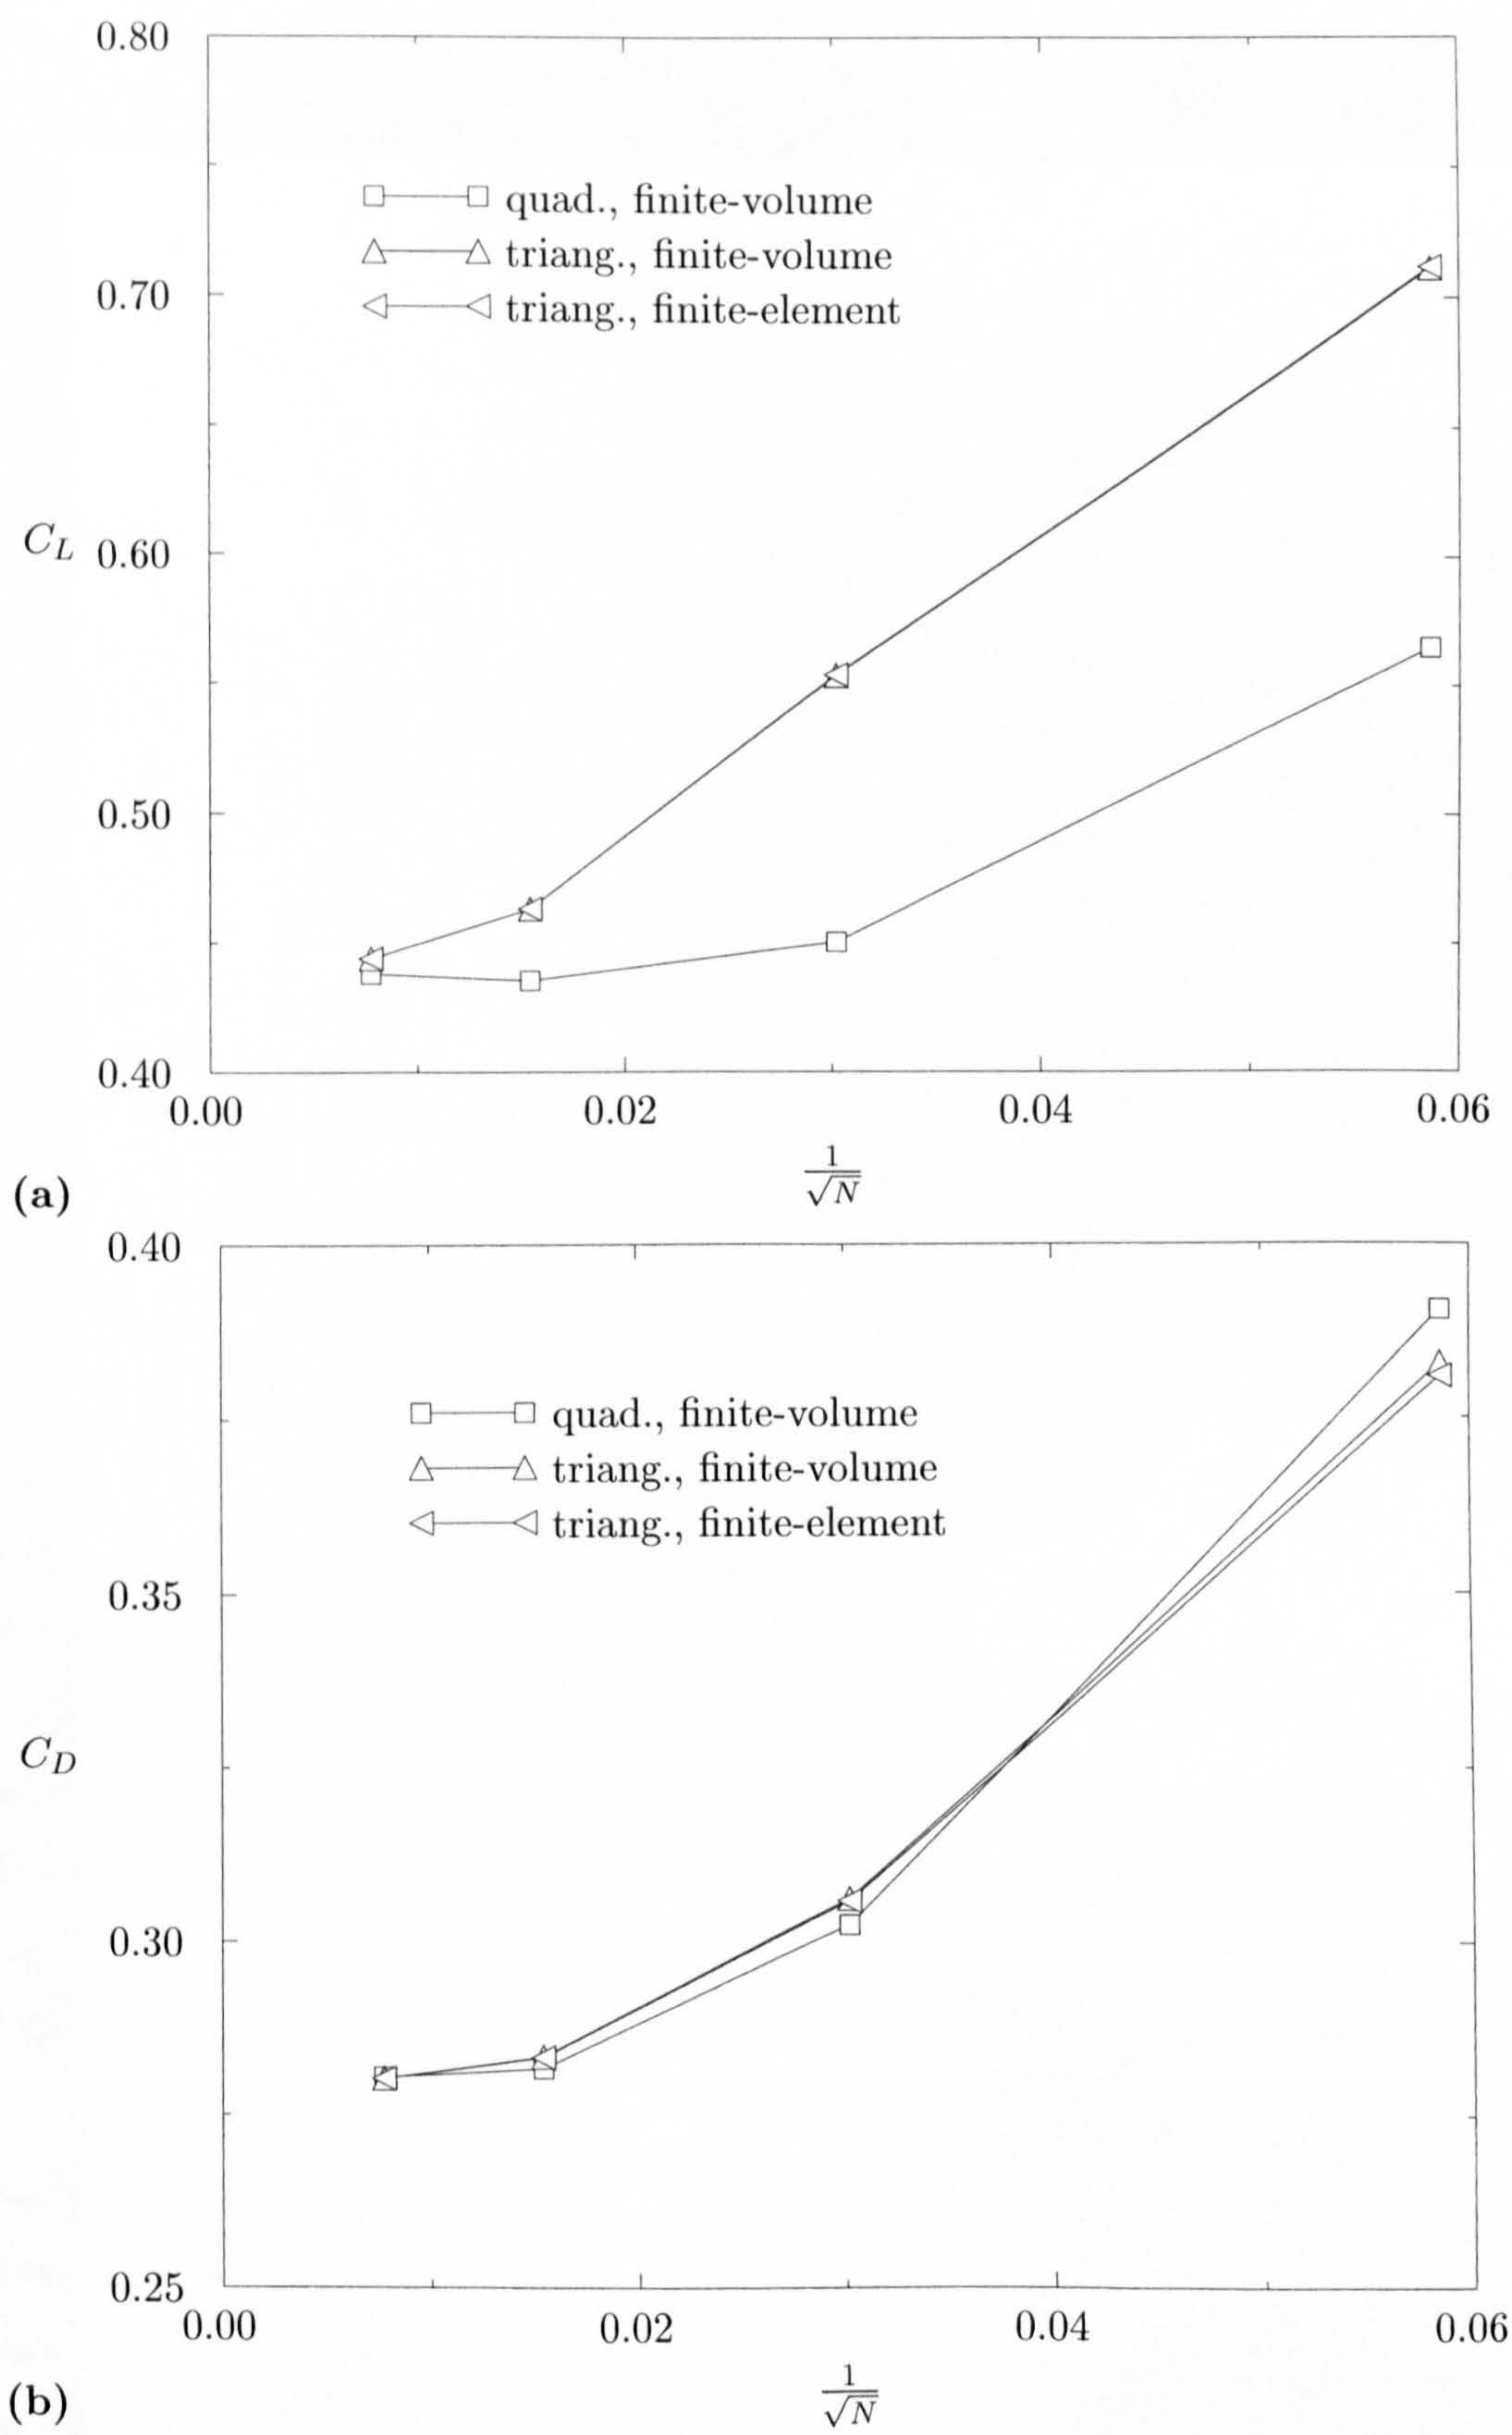 0.80
quad., finite-volume
triang., finite-volume
0.70
triang., finite-element
C_L 0.60
0.50
0.40
0.00 0.02 0.04 0.06
1/√N
(a)
0.40
quad., finite-volume
triang., finite-volume
triang., finite-element
0.35
C_D
0.30
0.25
0.00 0.02 0.04 0.06
1/√N
(b)